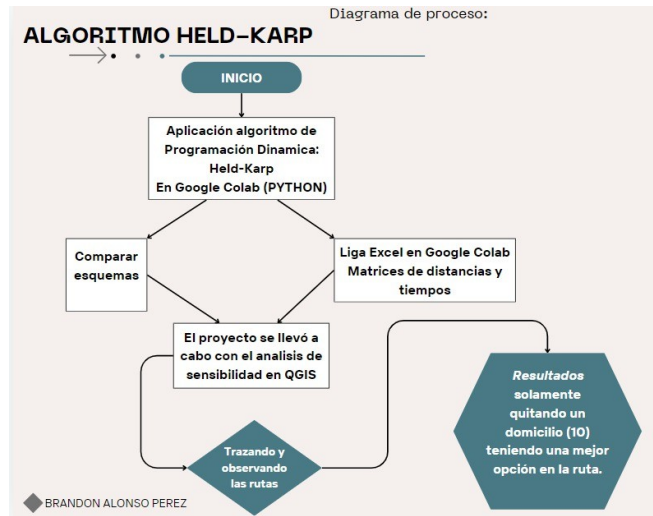 Diagrama de proceso:
ALGORITMO HELD–KARP
INICIO
Aplicación algoritmo de
Programación Dinamica:
Held-Karp
En Google Colab (PYTHON)
Comparar
esquemas
Liga Excel en Google Colab
Matrices de distancias y
tiempos
El proyecto se llevó a
cabo con el analisis de
sensibilidad en QGIS
Trazando y
observando
las rutas
Resultados
solamente
quitando un
domicilio (10)
teniendo una mejor
opción en la ruta.
BRANDON ALONSO PEREZ